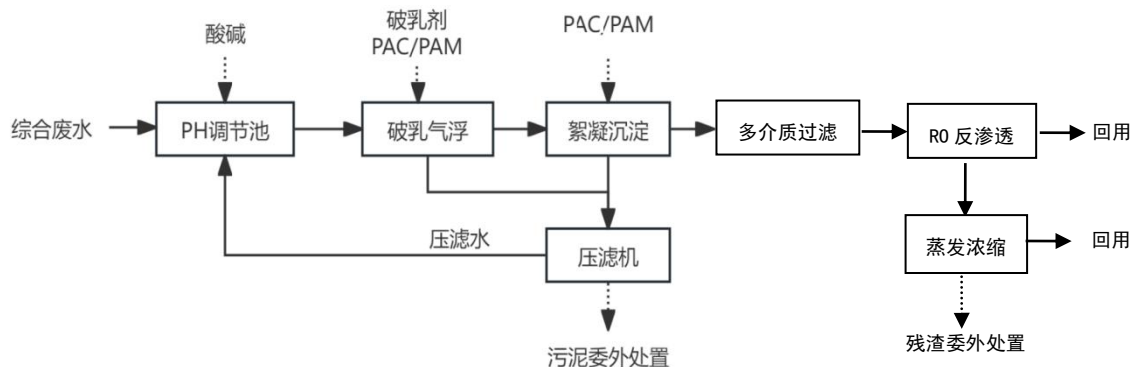 酸碱
破乳剂
PAC/PAM
PAC/PAM
综合废水
PH调节池
破乳气浮
絮凝沉淀
多介质过滤
RO 反渗透
回用
压滤水
压滤机
蒸发浓缩
回用
污泥委外处置
残渣委外处置